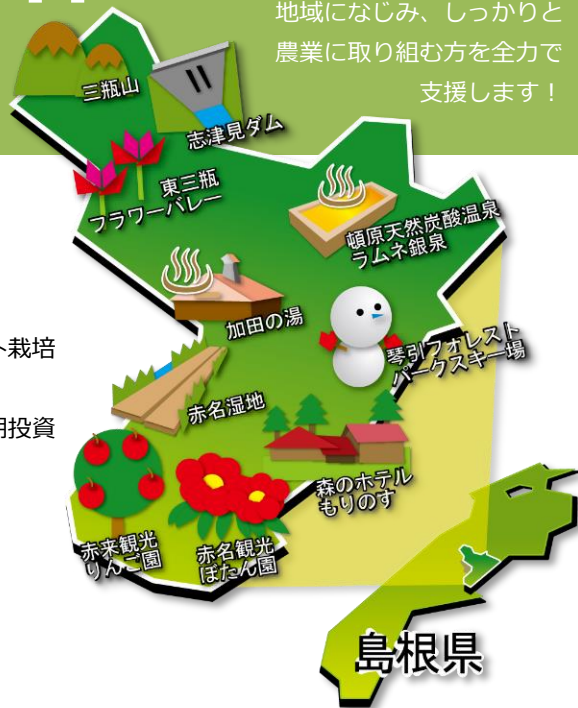 地域になじみ、しっかりと
農業に取り組む方を全力で
支援します！
三瓶山
志津見ダム
東三瓶
フラワーバレー
頓原天然炭酸温泉
ラムネ銀泉
加田の湯
琴引フォレスト
パークスキー場
ト栽培
赤名湿地
期投資
森のホテル
もりのす
赤来観光
りんご園
赤名観光
ぼたん園
島根県